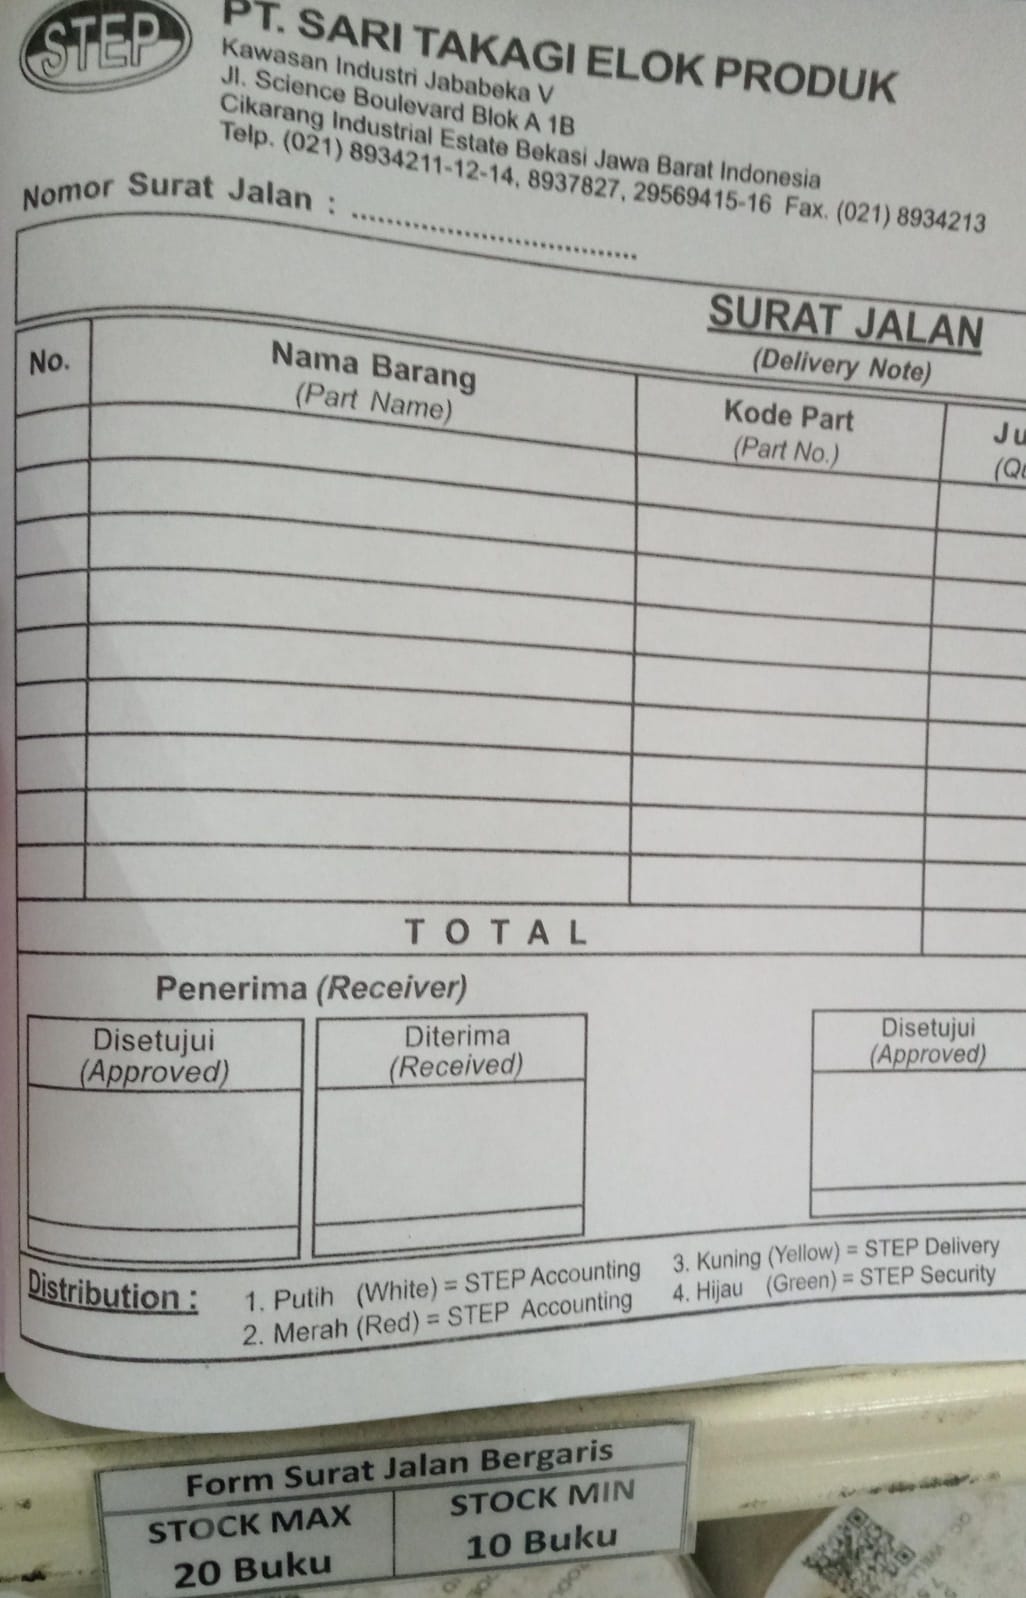 STEP
PT. SARI TAKAGI ELOK PRODUK
Kawasan Industri Jababeka V
Jl. Science Boulevard Blok A 1B
Cikarang Industrial Estate Bekasi Jawa Barat Indonesia
Telp. (021) 8934211-12-14, 8937827, 29569415-16 Fax. (021) 8934213
Nomor Surat Jalan : ................................
SURAT JALAN
(Delivery Note)
No.
Nama Barang
(Part Name)
Kode Part
(Part No.)
Ju
(Qu
T O T A L
Penerima (Receiver)
Disetujui
(Approved)
Diterima
(Received)
Disetujui
(Approved)
Distribution :
1. Putih (White) = STEP Accounting
2. Merah (Red) = STEP Accounting
3. Kuning (Yellow) = STEP Delivery
4. Hijau (Green) = STEP Security
Form Surat Jalan Bergaris
STOCK MAX
20 Buku
STOCK MIN
10 Buku